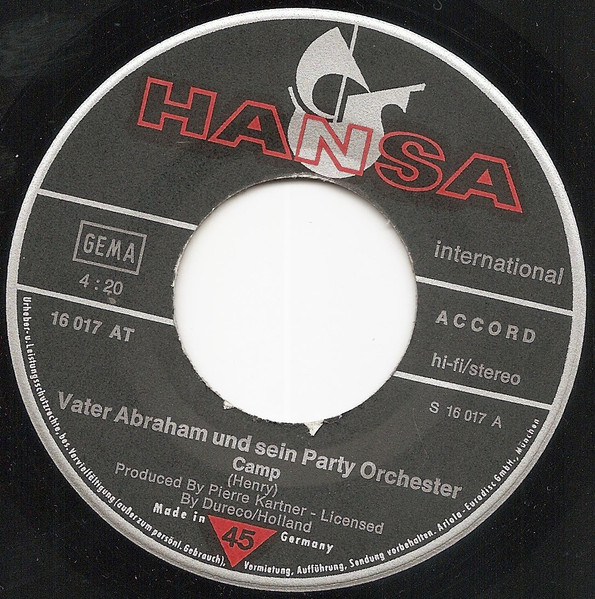 HANSA
international
GEMA
4:20
ACCORD
16 017 AT
hi-fi/stereo
S 16 017 A
Vater Abraham und sein Party Orchester
Camp
(Henry)
Produced By Pierre Kartner - Licensed
By Dureco/Holland
Made in 45 Germany
Urheber- u. Leistungsschutzrechte, bes. Vervielfältigung (außer zum persönl. Gebrauch), Vermietung, Aufführung, Sendung vorbehalten. Ariola-Eurodisc GmbH., München